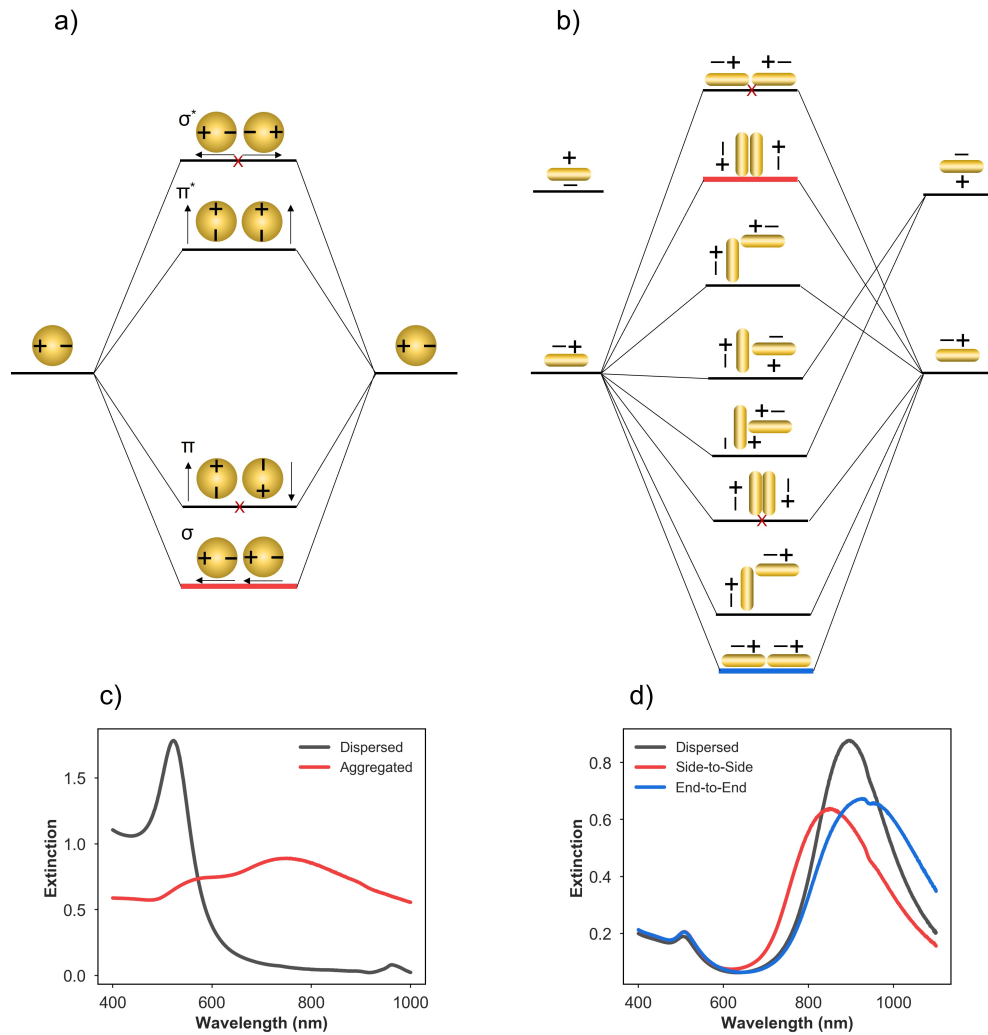 a)
b)
σ*
π*
π
σ
c)
d)
Dispersed
Aggregated
Extinction
1.5
1.0
0.5
0.0
400
600
800
1000
Wavelength (nm)
Dispersed
Side-to-Side
End-to-End
Extinction
0.8
0.6
0.4
0.2
400
600
800
1000
Wavelength (nm)